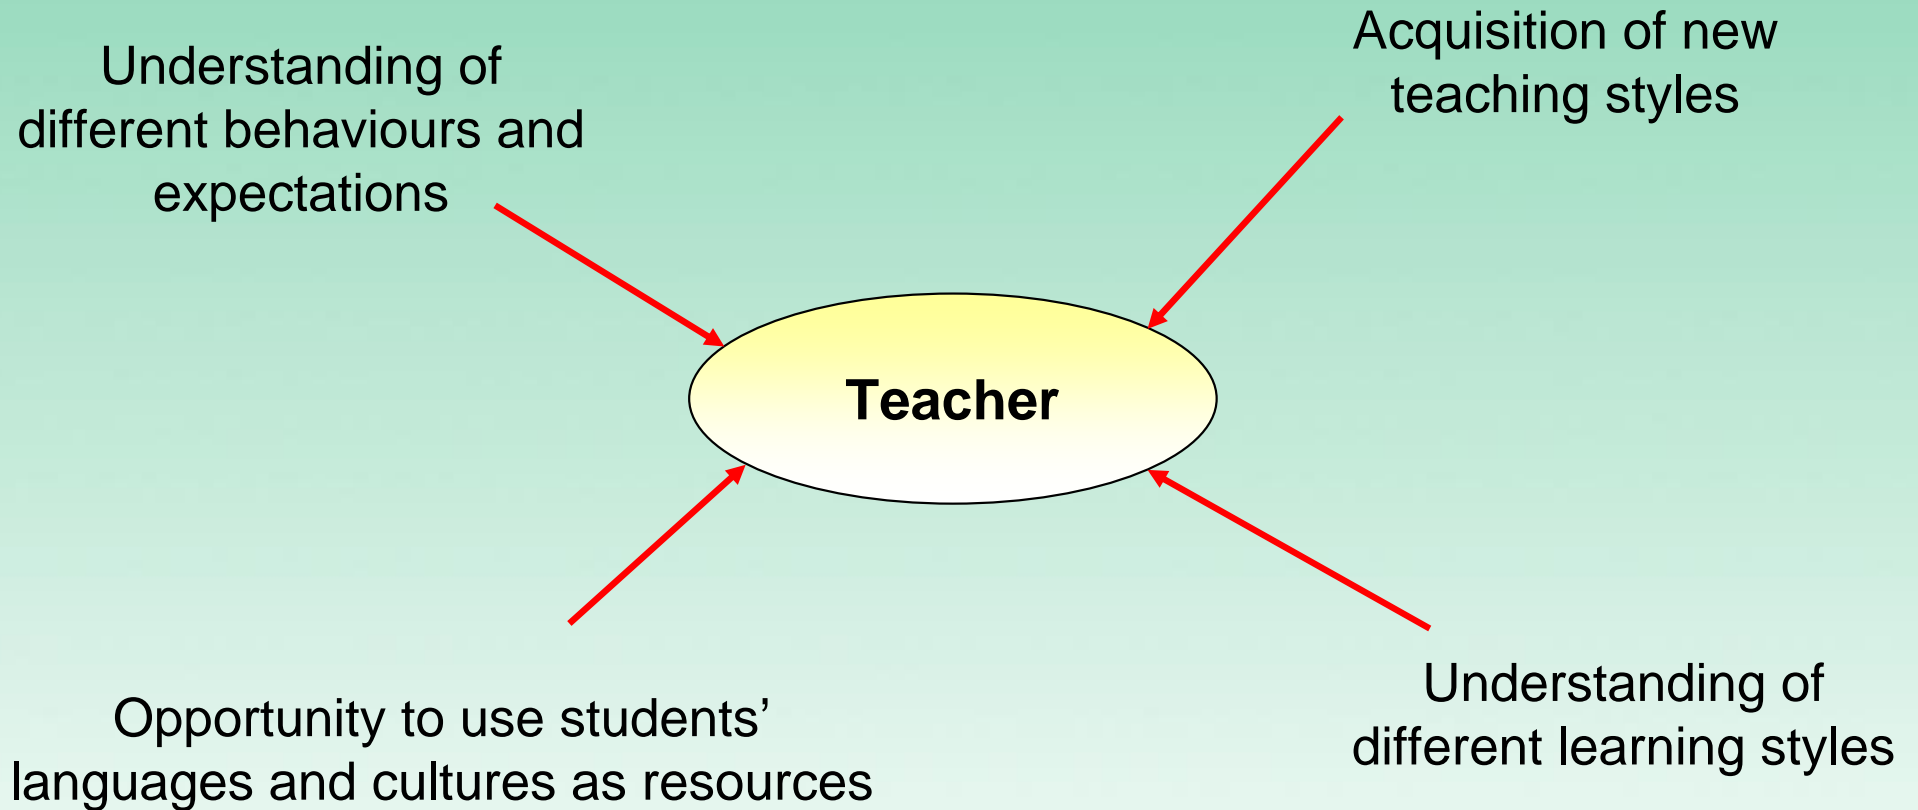 Understanding of
different behaviours and
expectations
Acquisition of new
teaching styles
Teacher
Opportunity to use students’
languages and cultures as resources
Understanding of
different learning styles